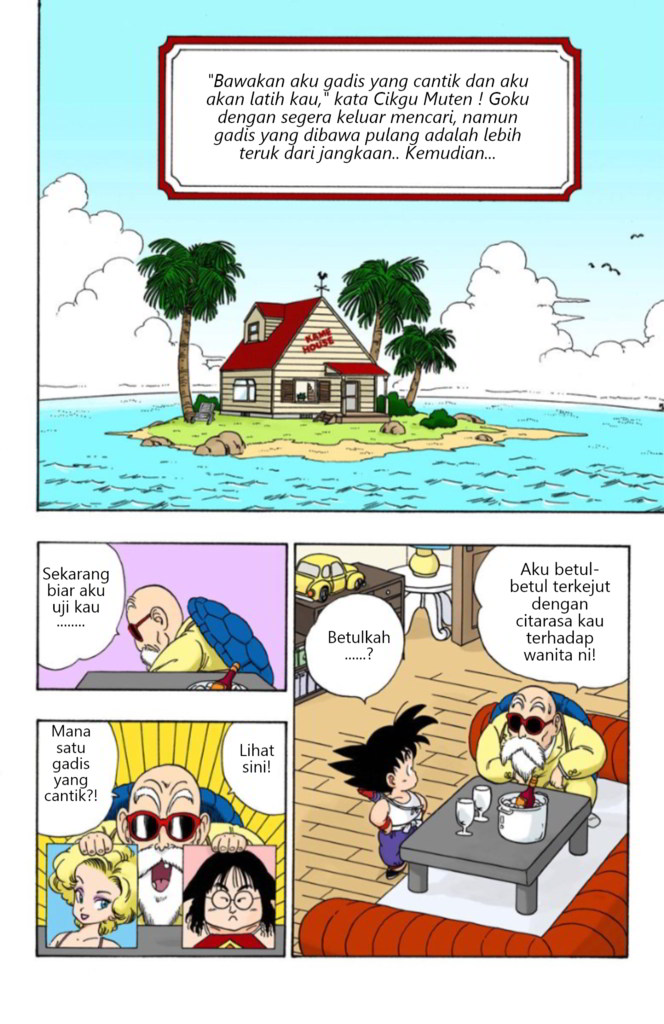 "Bawakan aku gadis yang cantik dan aku
akan latih kau," kata Cikgu Muten ! Goku
dengan segera keluar mencari, namun
gadis yang dibawa pulang adalah lebih
teruk dari jangkaan.. Kemudian...
KAME
HOUSE
Aku betul-
betul terkejut
dengan
citarasa kau
terhadap
wanita ni!
Betulkah
......?
Sekarang
biar aku
uji kau
........
Lihat
sini!
Mana
satu
gadis
yang
cantik?!